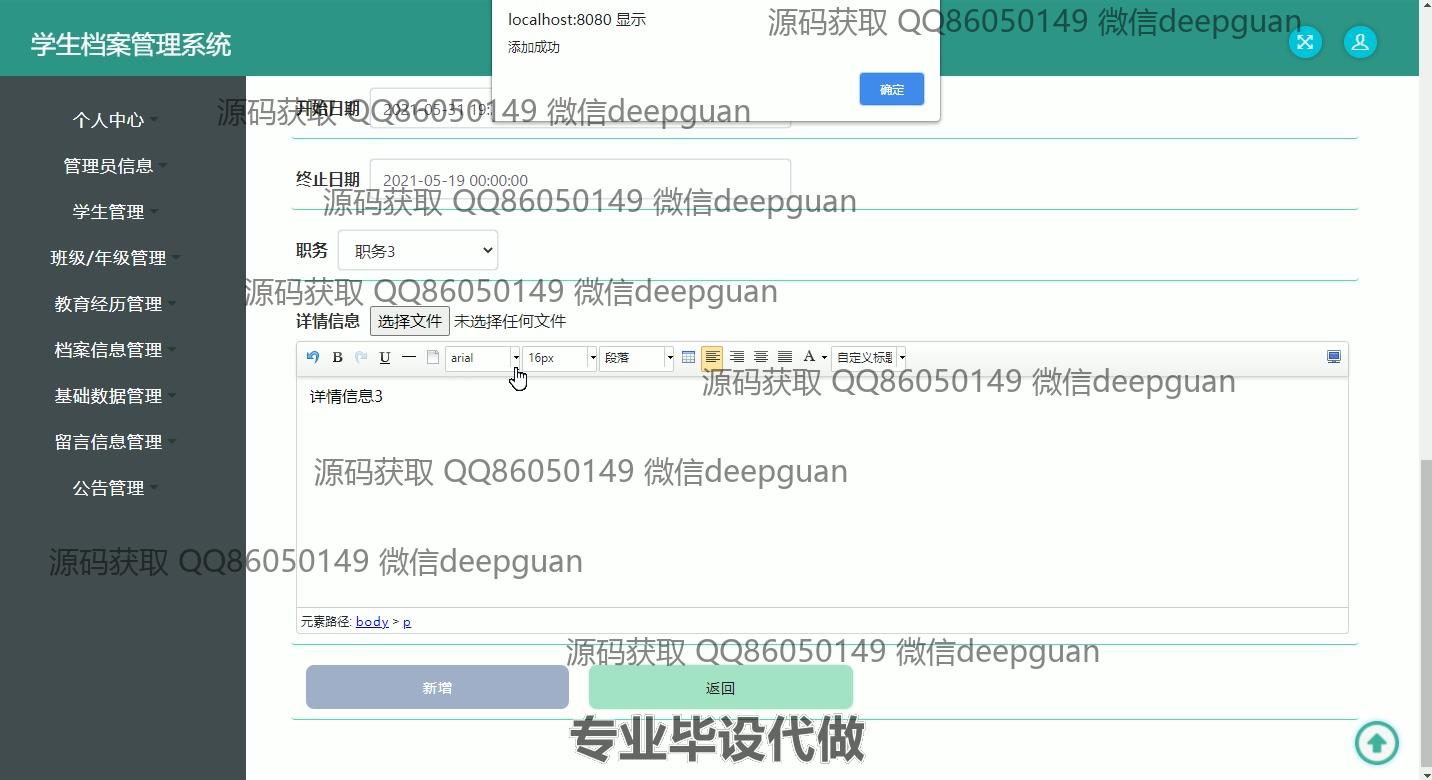 localhost:8080 显示
添加成功
确定
源码获取 QQ86050149 微信deepguan
学生档案管理系统
个人中心
管理员信息
学生管理
班级/年级管理
教育经历管理
档案信息管理
基础数据管理
留言信息管理
公告管理
开始日期 2021-05-31 19:
源码获取 QQ86050149 微信deepguan
终止日期 2021-05-19 00:00:00
源码获取 QQ86050149 微信deepguan
职务 职务3
源码获取 QQ86050149 微信deepguan
详情信息 选择文件 未选择任何文件
B U arial 16px 段落 A 自定义标题
源码获取 QQ86050149 微信deepguan
详情信息3
源码获取 QQ86050149 微信deepguan
源码获取 QQ86050149 微信deepguan
元素路径: body > p
源码获取 QQ86050149 微信deepguan
新增 返回
专业毕设代做